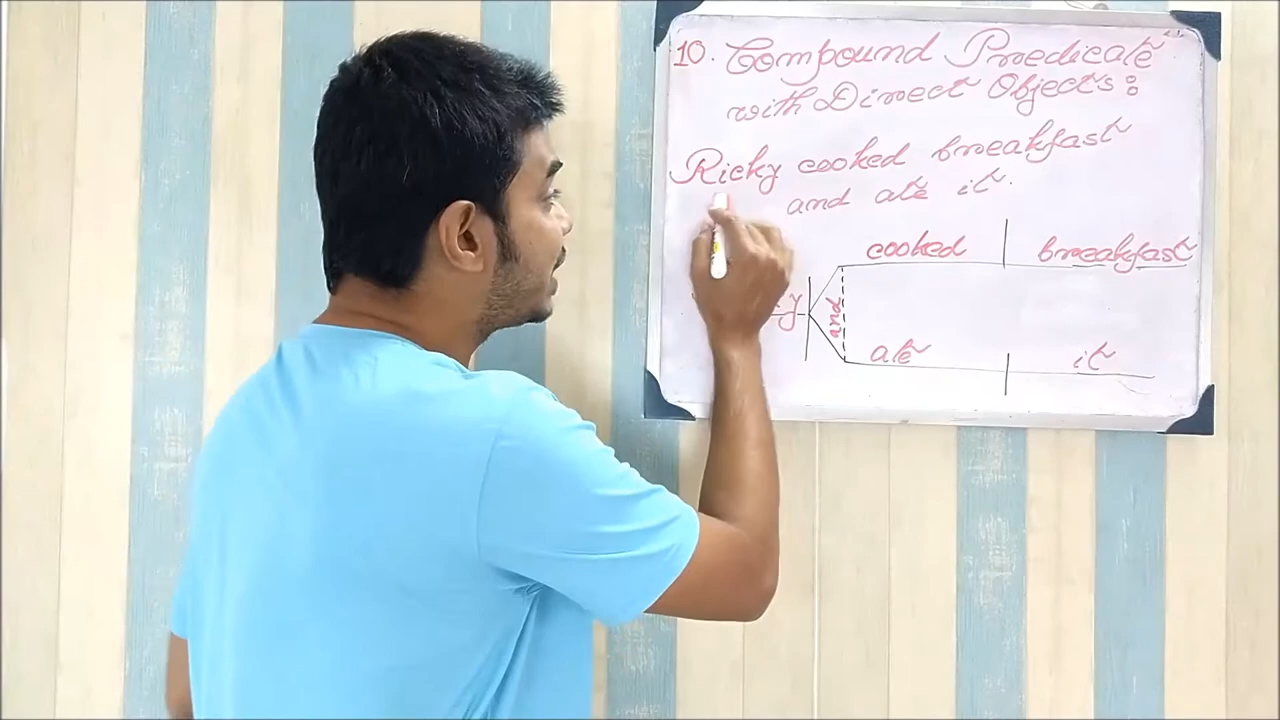 10. Compound Predicate
with Direct Objects:
Ricky cooked breakfast
and ate it.
cooked breakfast
and
ate it